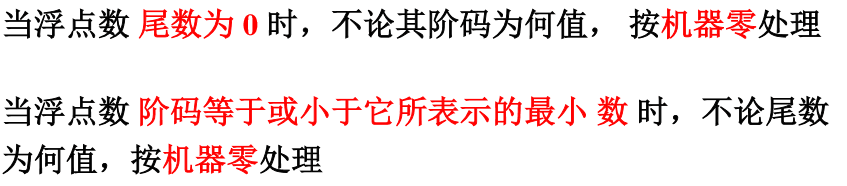 当浮点数 尾数为 0 时，不论其阶码为何值， 按机器零处理
当浮点数 阶码等于或小于它所表示的最小 数 时，不论尾数
为何值，按机器零处理